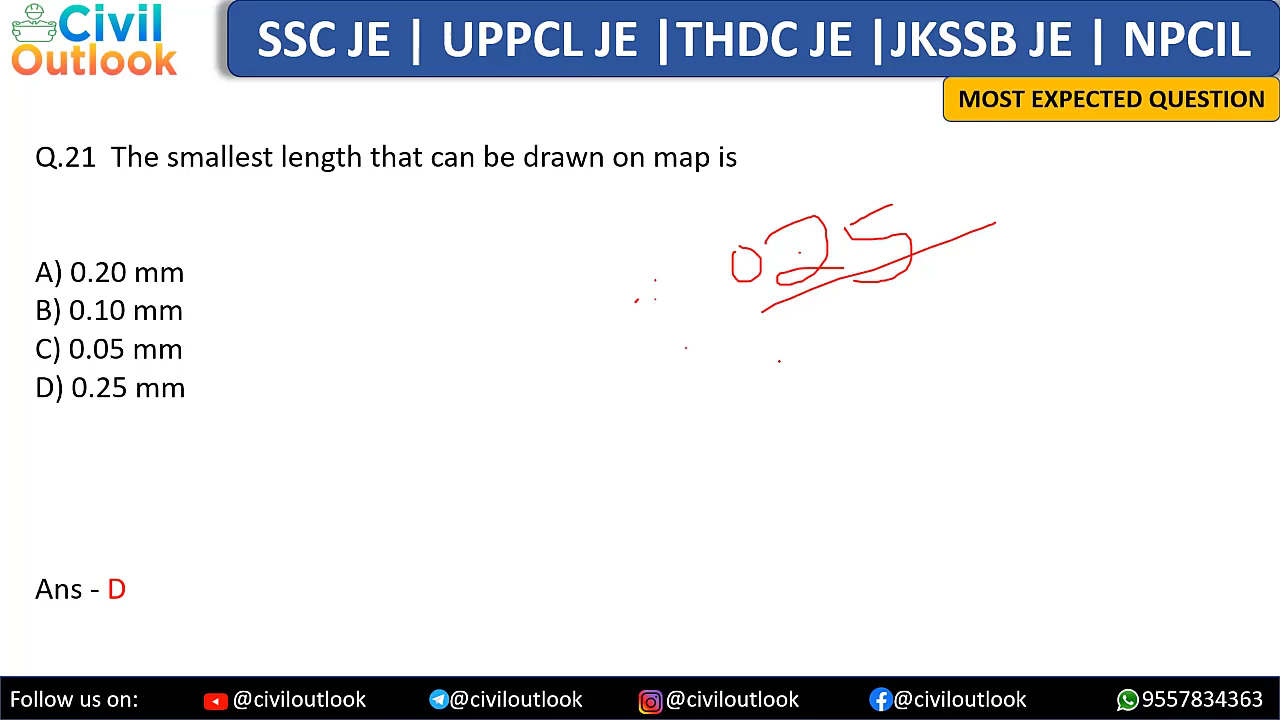 Civil
Outlook
SSC JE | UPPCL JE |THDC JE |JKSSB JE | NPCIL
MOST EXPECTED QUESTION
Q.21 The smallest length that can be drawn on map is
025
A) 0.20 mm
B) 0.10 mm
C) 0.05 mm
D) 0.25 mm
Ans - D
Follow us on: @civiloutlook @civiloutlook @civiloutlook @civiloutlook 9557834363